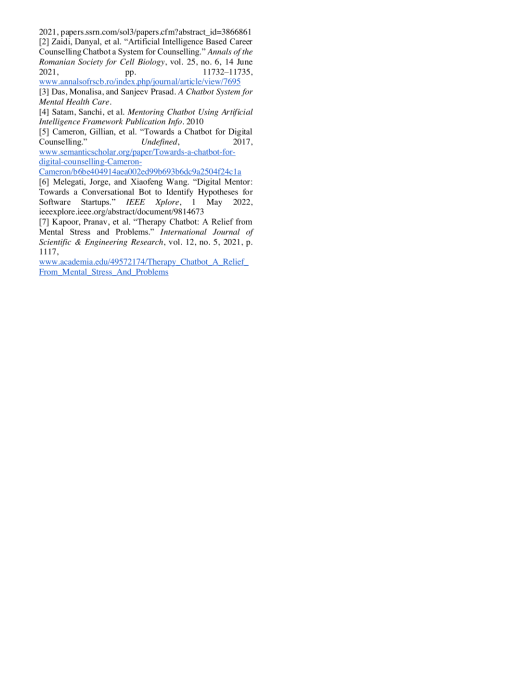 2021, papers.ssrn.com/sol3/papers.cfm?abstract_id=3866861
[2] Zaidi, Danyal, et al. “Artificial Intelligence Based Career
Counselling Chatbot a System for Counselling.” Annals of the
Romanian Society for Cell Biology, vol. 25, no. 6, 14 June
2021, pp. 11732–11735,
www.annalsofrscb.ro/index.php/journal/article/view/7695
[3] Das, Monalisa, and Sanjeev Prasad. A Chatbot System for
Mental Health Care.
[4] Satam, Sanchi, et al. Mentoring Chatbot Using Artificial
Intelligence Framework Publication Info. 2010
[5] Cameron, Gillian, et al. “Towards a Chatbot for Digital
Counselling.” Undefined, 2017,
www.semanticscholar.org/paper/Towards-a-chatbot-for-
digital-counselling-Cameron-
Cameron/b6be404914aea002ed99b693b6dc9a2504f24c1a
[6] Melegati, Jorge, and Xiaofeng Wang. “Digital Mentor:
Towards a Conversational Bot to Identify Hypotheses for
Software Startups.” IEEE Xplore, 1 May 2022,
ieeexplore.ieee.org/abstract/document/9814673
[7] Kapoor, Pranav, et al. “Therapy Chatbot: A Relief from
Mental Stress and Problems.” International Journal of
Scientific & Engineering Research, vol. 12, no. 5, 2021, p.
1117,
www.academia.edu/49572174/Therapy_Chatbot_A_Relief_
From_Mental_Stress_And_Problems